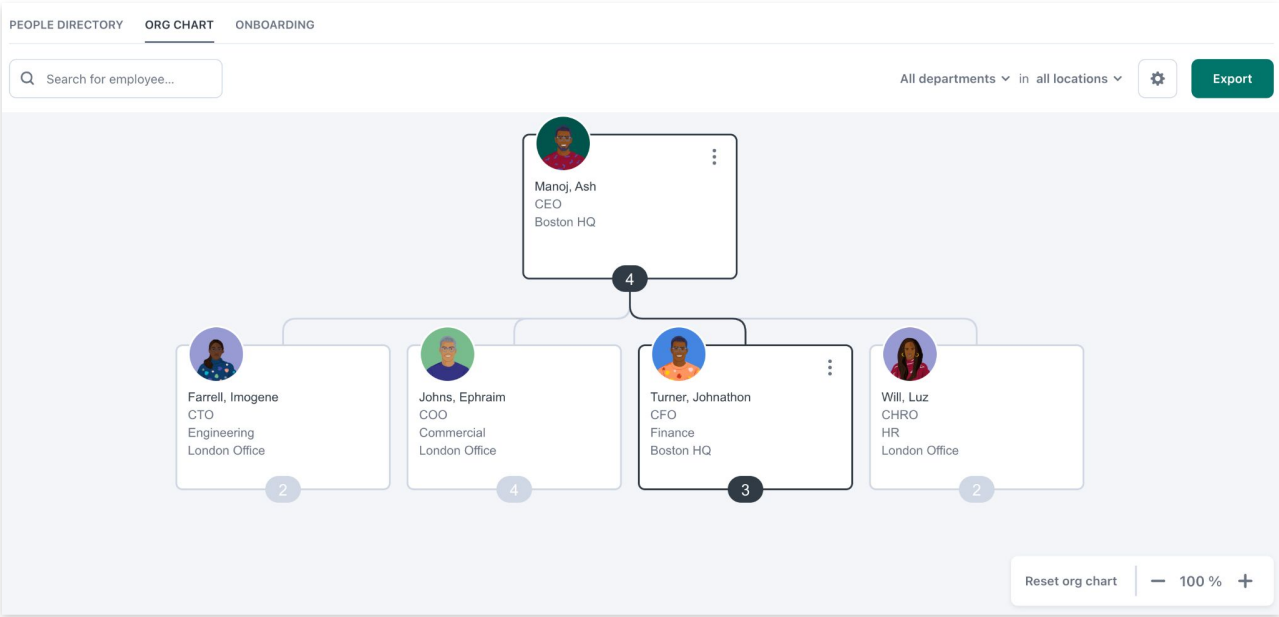 PEOPLE DIRECTORY ORG CHART ONBOARDING
Search for employee... All departments in all locations Export
Manoj, Ash
CEO
Boston HQ
4
Farrell, Imogene
CTO
Engineering
London Office
2
Johns, Ephraim
COO
Commercial
London Office
4
Turner, Johnathon
CFO
Finance
Boston HQ
3
Will, Luz
CHRO
HR
London Office
2
Reset org chart − 100 % +